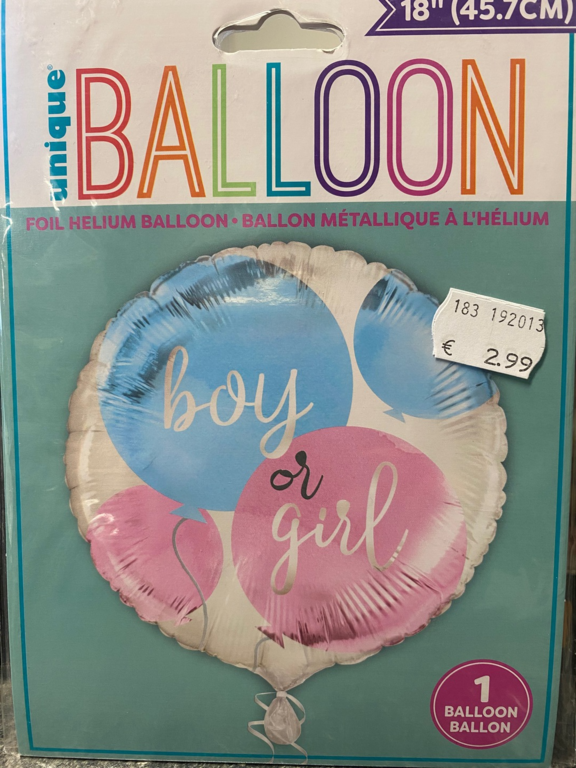 18" (45.7CM)
unique®
BALLOON
FOIL HELIUM BALLOON • BALLON MÉTALLIQUE À L'HÉLIUM
183 192013
€ 2.99
boy
or
girl
1
BALLOON
BALLON